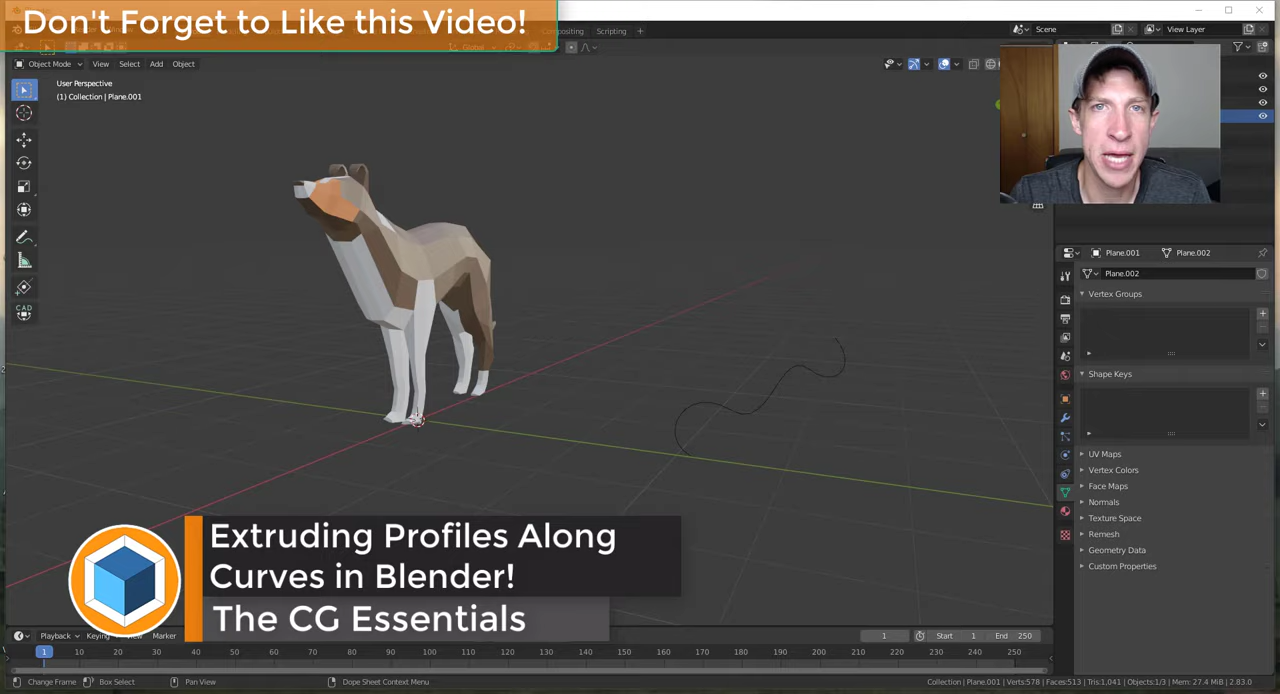 Don't Forget to Like this Video!
Compositing
Scripting
Scene
View Layer
Global
Object Mode
View
Select
Add
Object
User Perspective
(1) Collection | Plane.001
CAD
Plane.001
Plane.002
Plane.002
Vertex Groups
Shape Keys
UV Maps
Vertex Colors
Face Maps
Normals
Texture Space
Remesh
Geometry Data
Custom Properties
Extruding Profiles Along
Curves in Blender!
The CG Essentials
Playback
Keying
View
Marker
1
Start
1
End
250
1
10
20
30
40
50
60
70
80
90
100
110
120
130
140
150
160
170
180
190
200
210
220
230
240
250
Change Frame
Box Select
Pan View
Dope Sheet Context Menu
Collection | Plane.001 | Verts:578 | Faces:513 | Tris:1,041 | Objects:1/3 | Mem: 27.4 MiB | 2.83.0